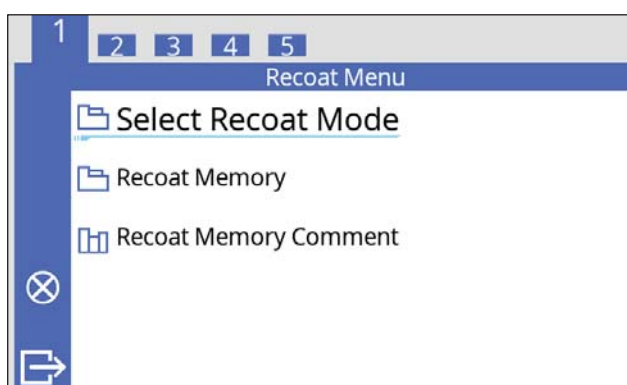 1
2 3 4 5
Recoat Menu
Select Recoat Mode
Recoat Memory
Recoat Memory Comment